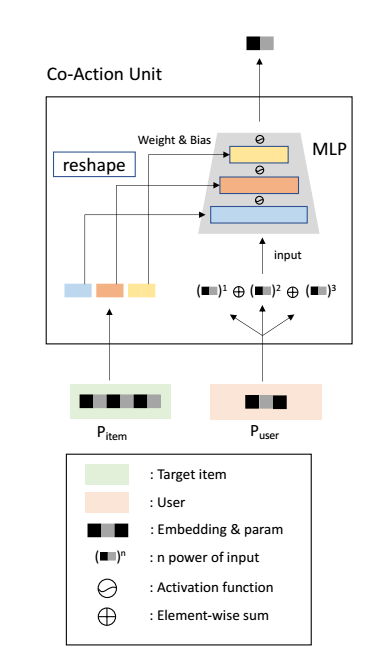 Co-Action Unit
Weight & Bias
MLP
reshape
input
( )¹ ⊕ ( )² ⊕ ( )³
P_item
P_user
: Target item
: User
: Embedding & param
( )ⁿ : n power of input
: Activation function
⊕ : Element-wise sum